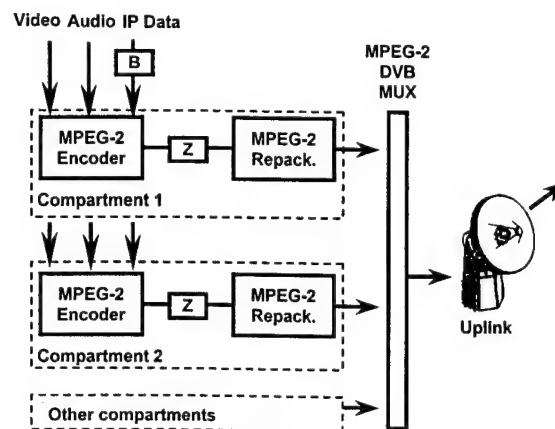 Video Audio IP Data
B
MPEG-2
DVB
MUX
MPEG-2
Encoder
Z
MPEG-2
Repack.
Compartment 1
MPEG-2
Encoder
Z
MPEG-2
Repack.
Compartment 2
Uplink
Other compartments